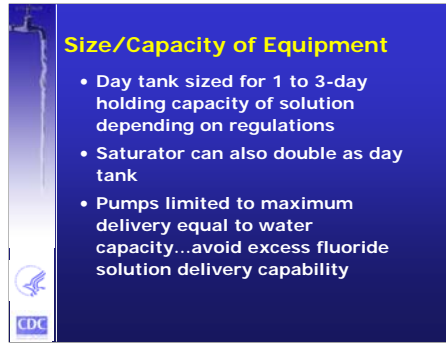 Size/Capacity of Equipment
• Day tank sized for 1 to 3-day
holding capacity of solution
depending on regulations
• Saturator can also double as day
tank
• Pumps limited to maximum
delivery equal to water
capacity...avoid excess fluoride
solution delivery capability
CDC